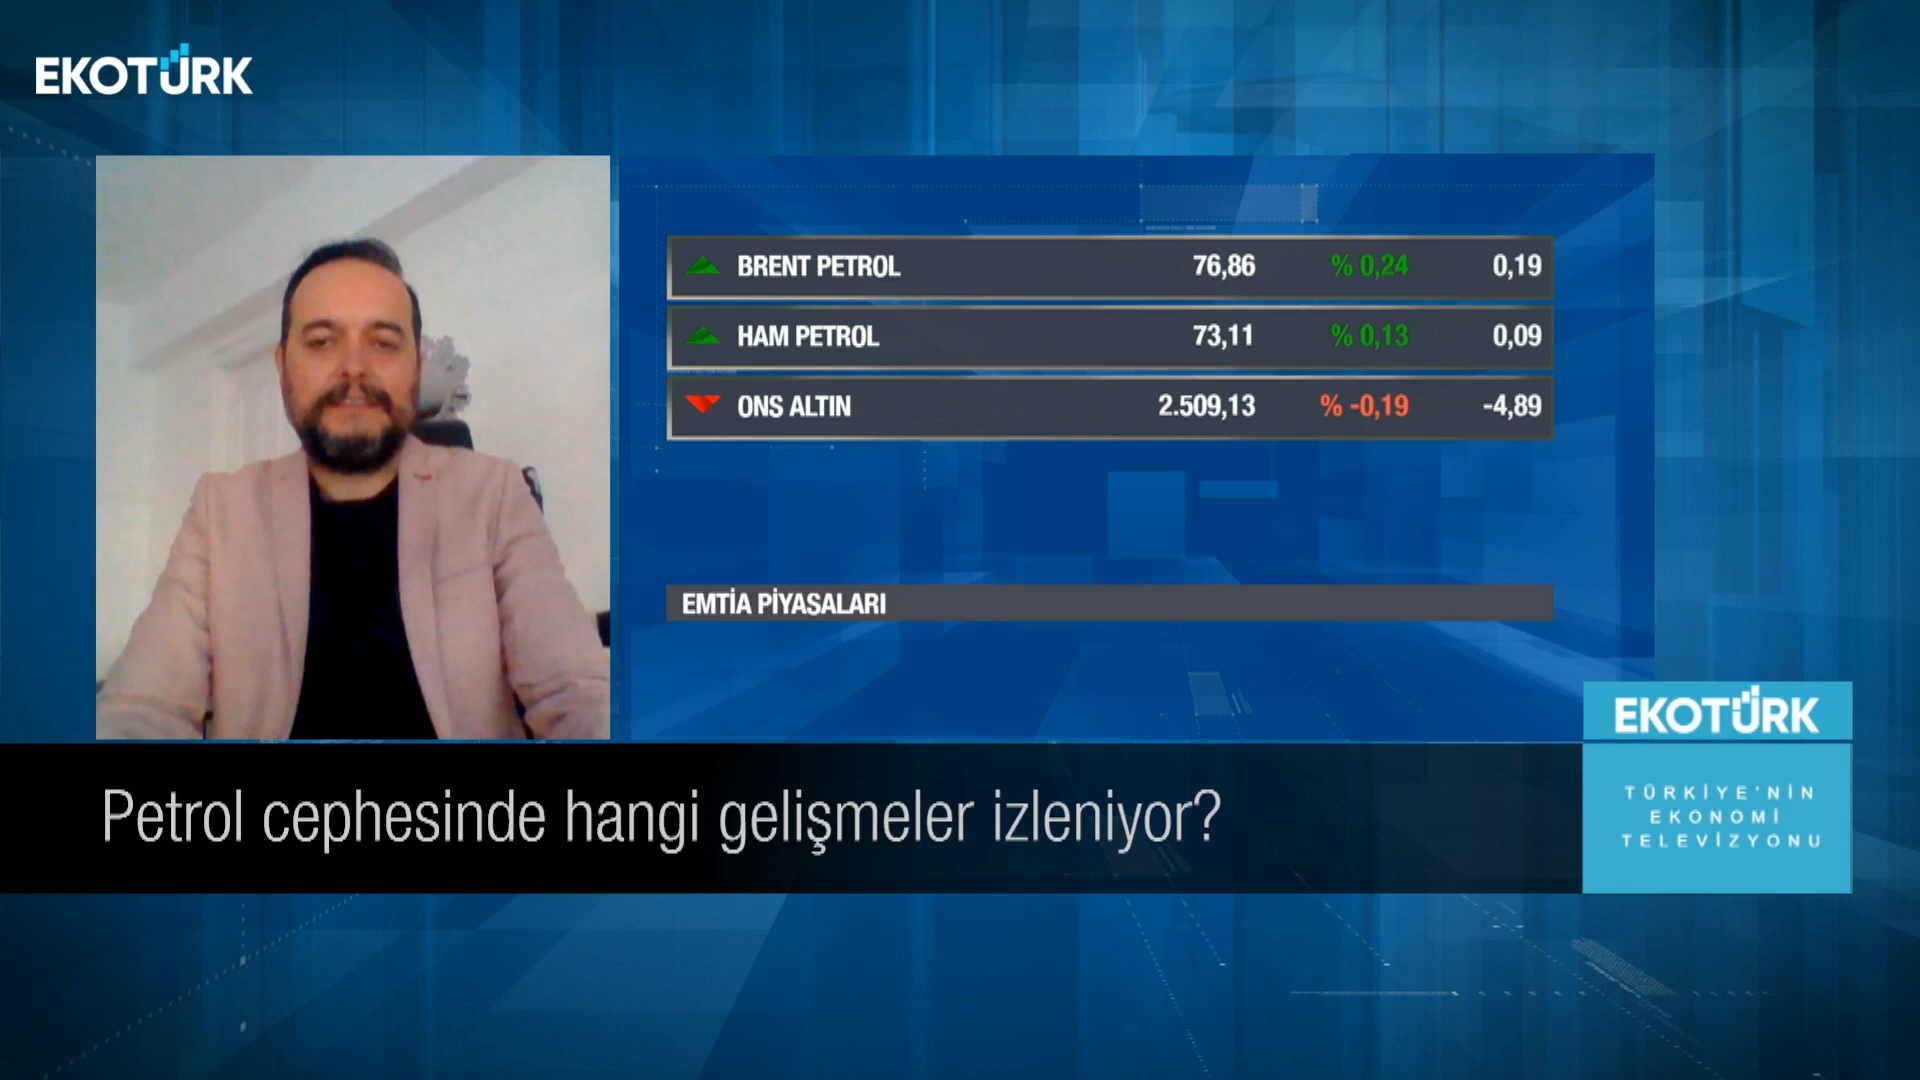 EKOTÜRK
BRENT PETROL 76,86 % 0,24 0,19
HAM PETROL 73,11 % 0,13 0,09
ONS ALTIN 2.509,13 % -0,19 -4,89
EMTİA PİYASALARI
EKOTÜRK
Petrol cephesinde hangi gelişmeler izleniyor?
TÜRKİYE'NİN
EKONOMİ
TELEVİZYONU